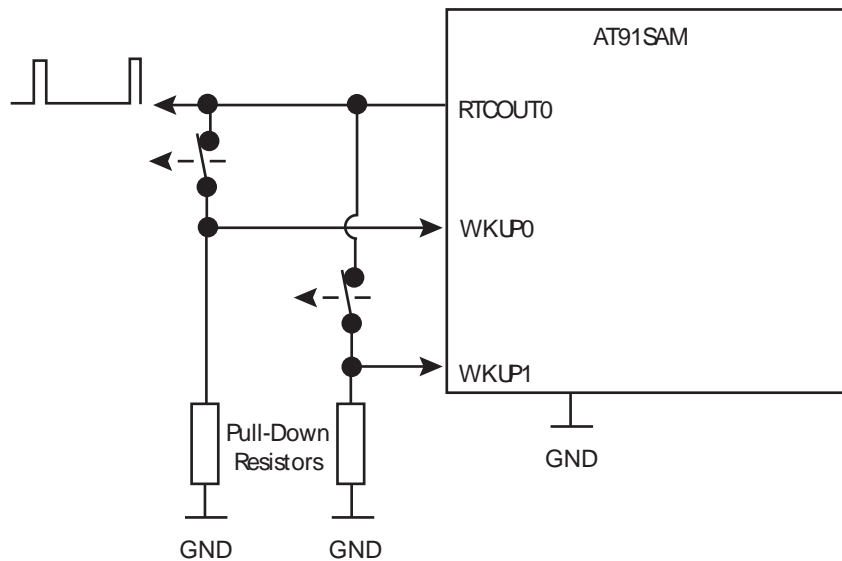 AT91SAM
RTCOUT0
WKUP0
WKUP1
Pull-Down
Resistors
GND
GND
GND